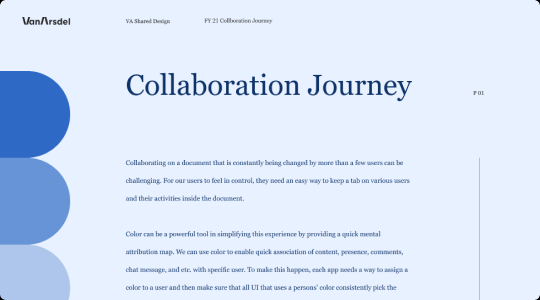 VanArsdel
VA Shared Design
FY 21 Collboration Journey
Collaboration Journey
P 01
Collaborating on a document that is constantly being changed by more than a few users can be
challenging. For our users to feel in control, they need an easy way to keep a tab on various users
and their activities inside the document.
Color can be a powerful tool in simplifying this experience by providing a quick mental
attribution map. We can use color to enable quick association of content, presence, comments,
chat message, and etc. with specific user. To make this happen, each app needs a way to assign a
color to a user and then make sure that all UI that uses a persons' color consistently pick the